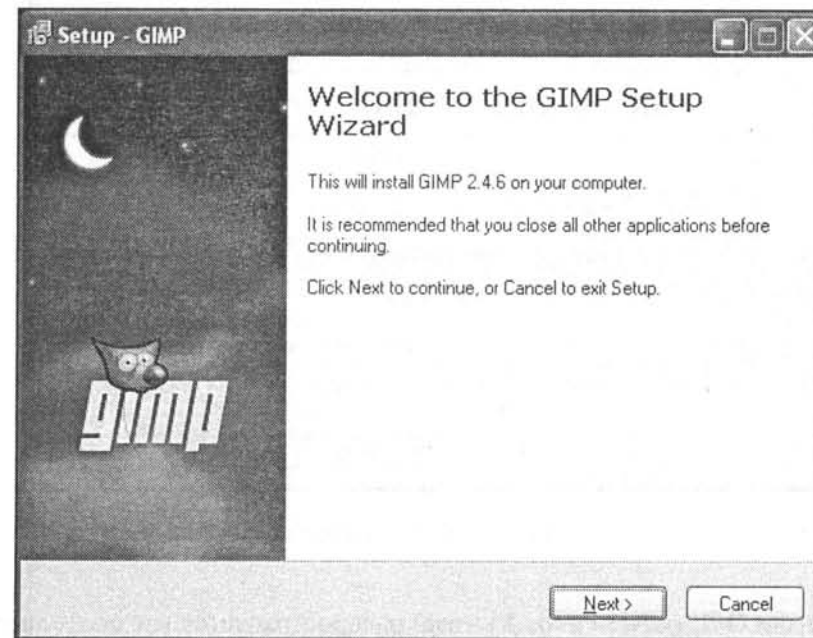 Setup - GIMP
Welcome to the GIMP Setup
Wizard
This will install GIMP 2.4.6 on your computer.
It is recommended that you close all other applications before
continuing.
Click Next to continue, or Cancel to exit Setup.
gimp
Next >
Cancel